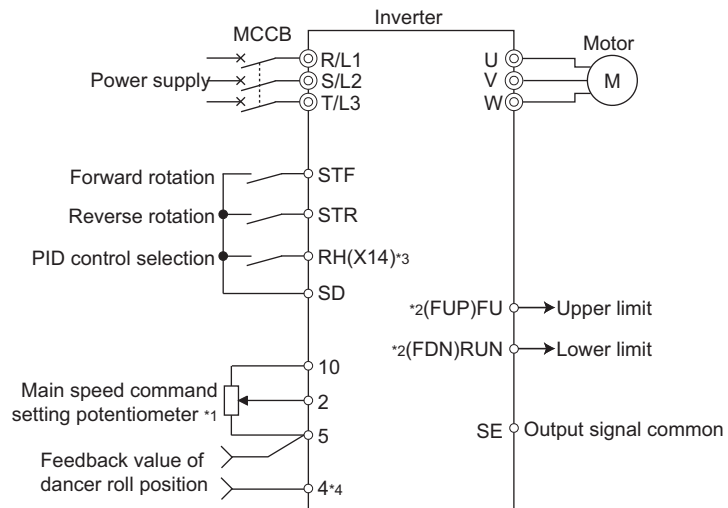 Inverter
MCCB
Motor
R/L1
U
Power supply
S/L2
V
M
T/L3
W
Forward rotation
STF
Reverse rotation
STR
PID control selection
RH(X14)*3
SD
*2(FUP)FU
Upper limit
*2(FDN)RUN
Lower limit
10
Main speed command
setting potentiometer *1
2
5
SE
Output signal common
Feedback value of
dancer roll position
4*4